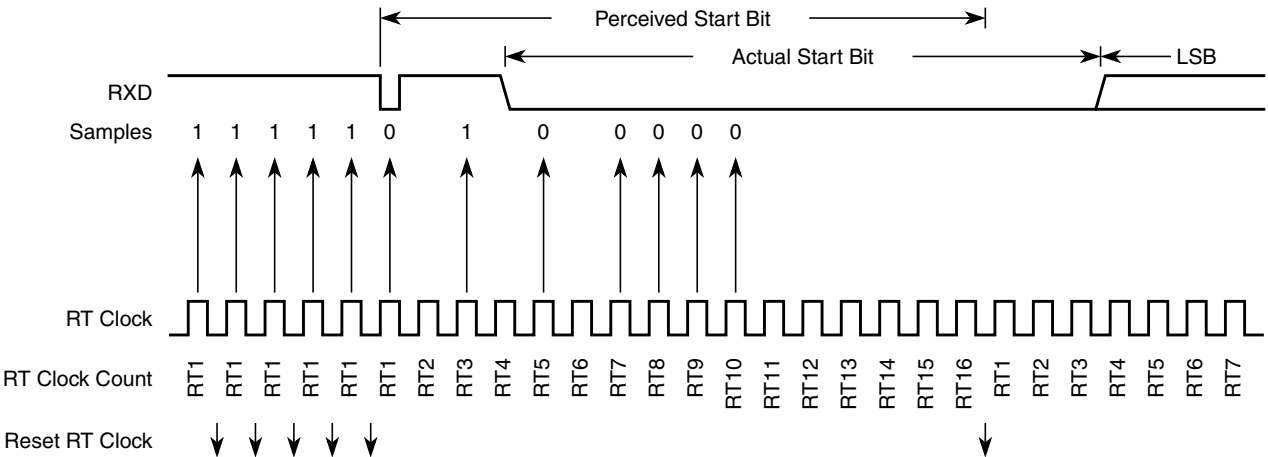 Perceived Start Bit
Actual Start Bit
LSB
RXD
Samples 1 1 1 1 1 0 1 0 0 0 0 0
RT Clock
RT Clock Count RT1 RT1 RT1 RT1 RT1 RT1 RT2 RT3 RT4 RT5 RT6 RT7 RT8 RT9 RT10 RT11 RT12 RT13 RT14 RT15 RT16 RT1 RT2 RT3 RT4 RT5 RT6 RT7
Reset RT Clock